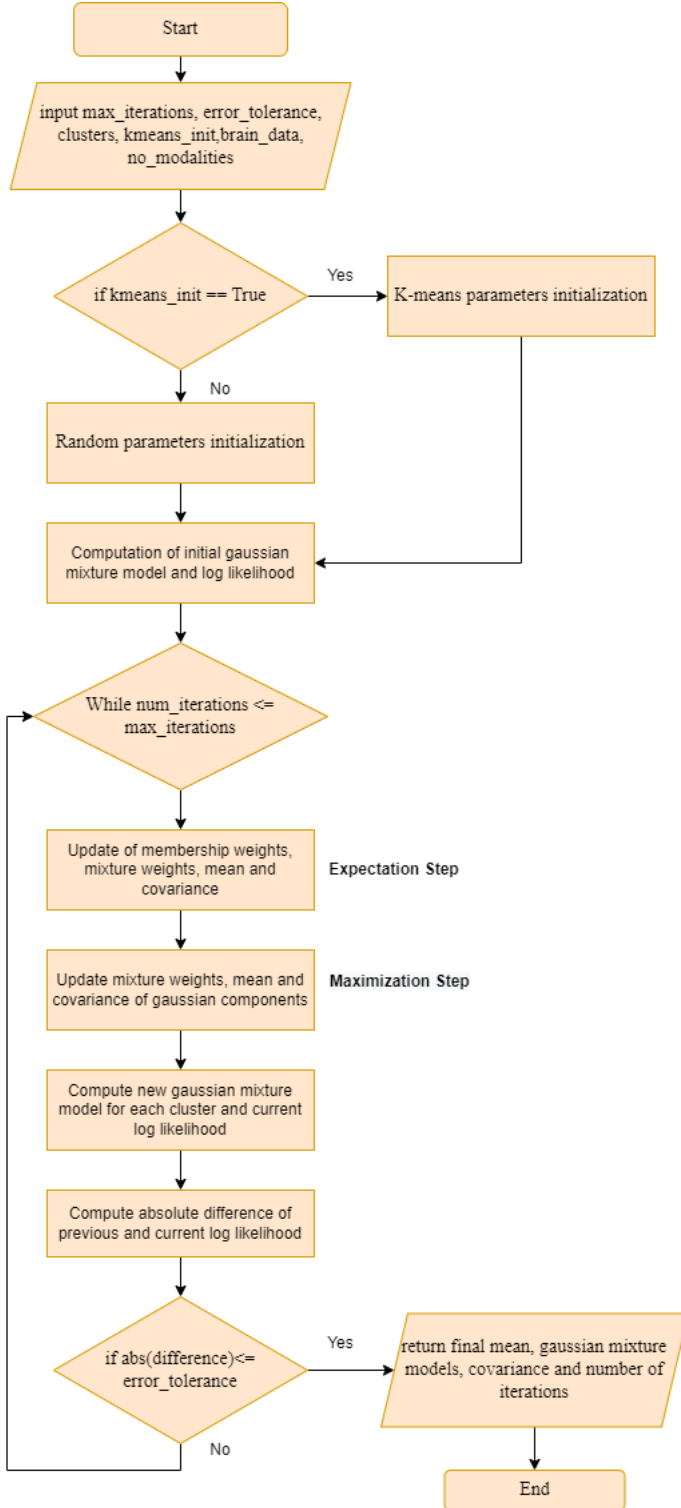 Start
input max_iterations, error_tolerance,
clusters, kmeans_init,brain_data,
no_modalities
if kmeans_init == True
Yes
K-means parameters initialization
No
Random parameters initialization
Computation of initial gaussian
mixture model and log likelihood
While num_iterations <=
max_iterations
Update of membership weights,
mixture weights, mean and
covariance
Expectation Step
Update mixture weights, mean and
covariance of gaussian components
Maximization Step
Compute new gaussian mixture
model for each cluster and current
log likelihood
Compute absolute difference of
previous and current log likelihood
if abs(difference)<=
error_tolerance
Yes
return final mean, gaussian mixture
models, covariance and number of
iterations
No
End